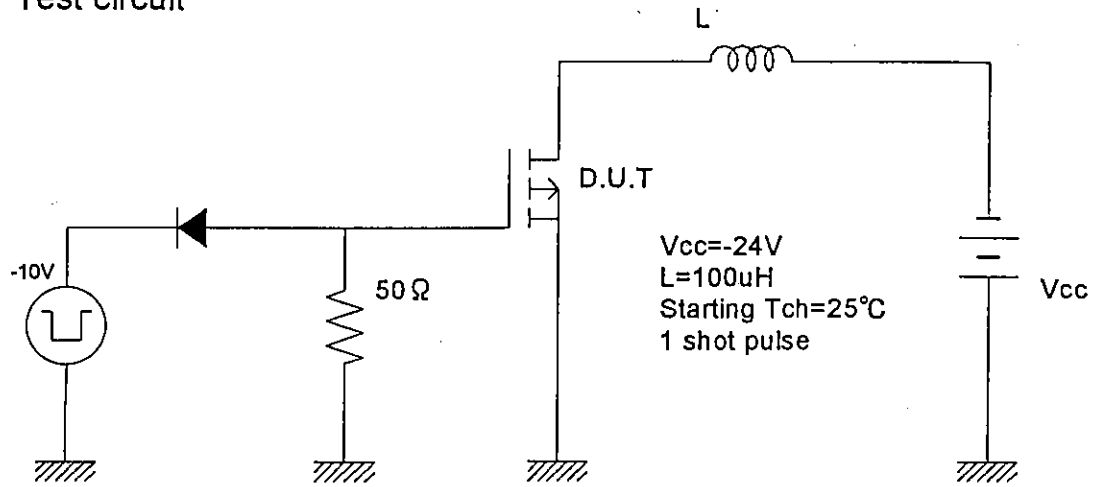 Test circuit
L
D.U.T
-10V
50Ω
Vcc=-24V
L=100uH
Starting Tch=25℃
1 shot pulse
Vcc